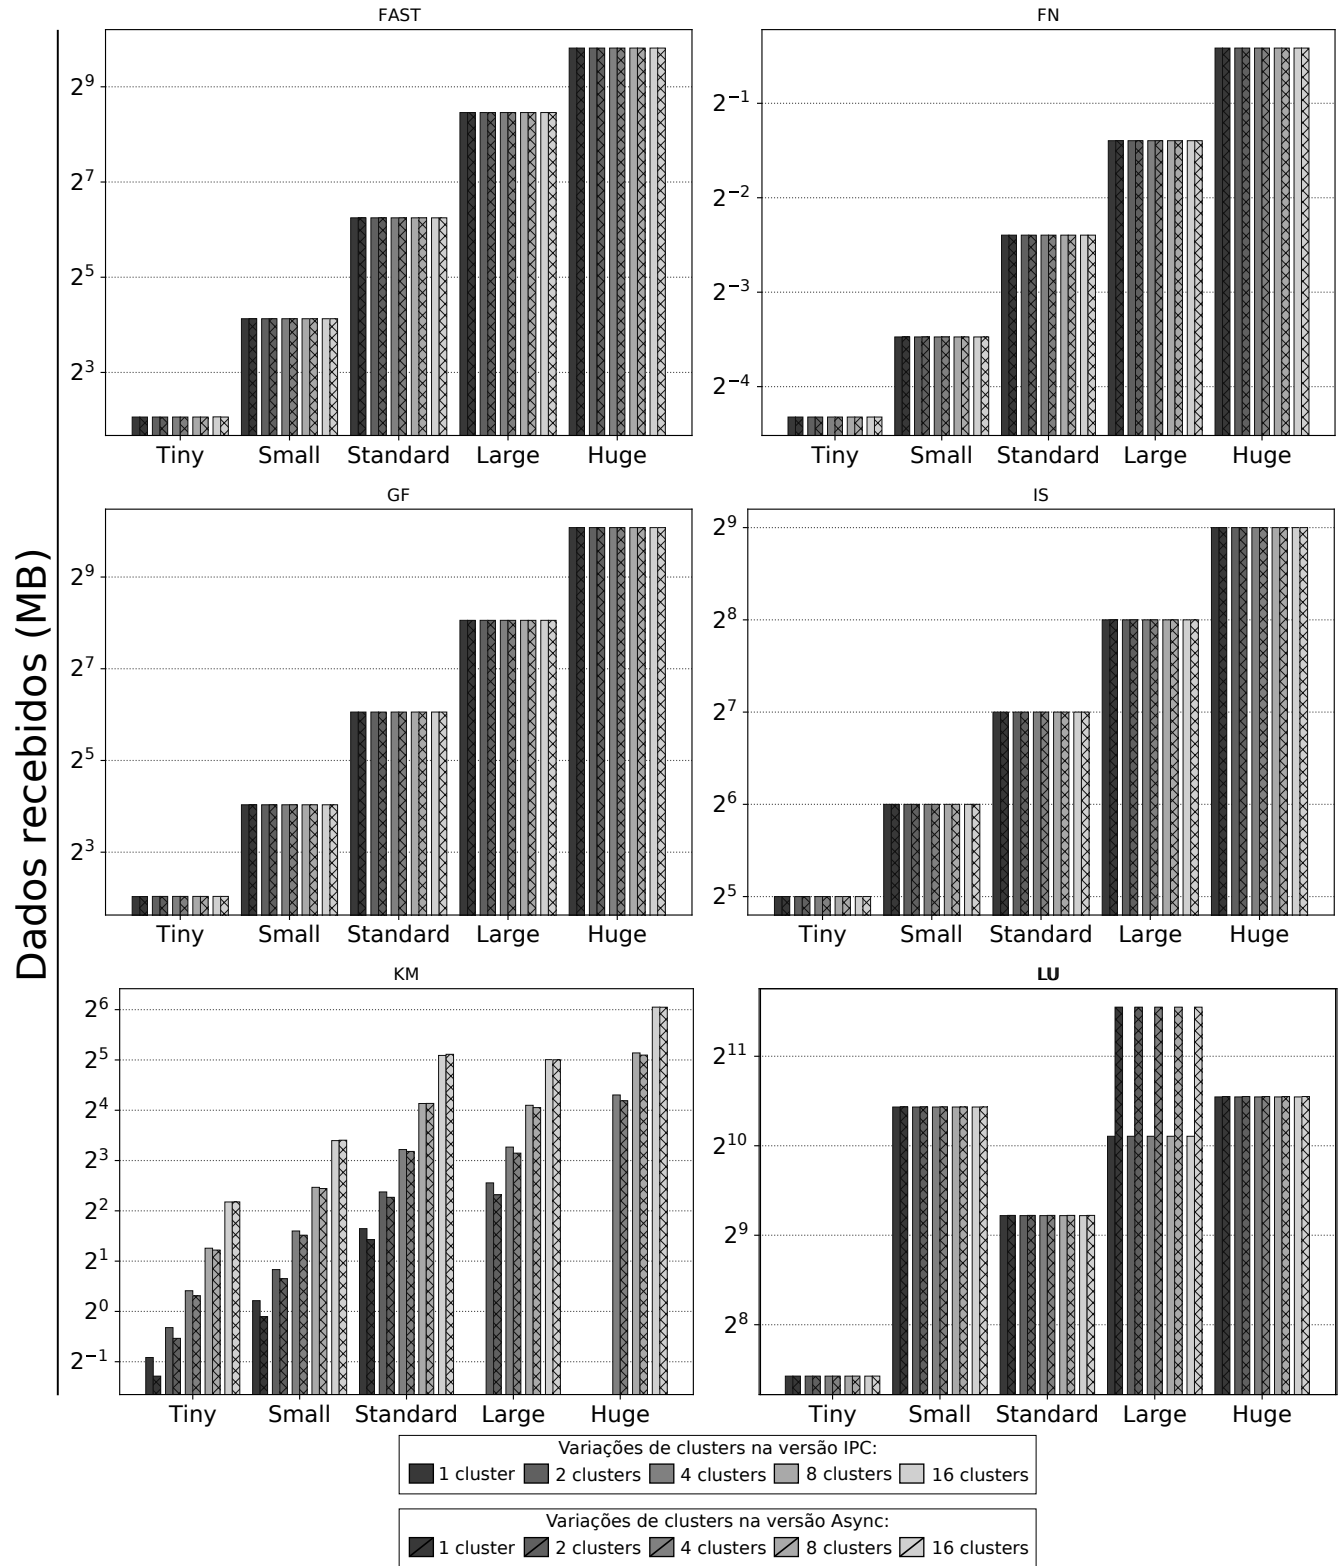 Dados recebidos (MB)
FAST
2^9
2^7
2^5
2^3
Tiny Small Standard Large Huge
FN
2^−1
2^−2
2^−3
2^−4
Tiny Small Standard Large Huge
GF
2^9
2^7
2^5
2^3
Tiny Small Standard Large Huge
IS
2^9
2^8
2^7
2^6
2^5
Tiny Small Standard Large Huge
KM
2^6
2^5
2^4
2^3
2^2
2^1
2^0
2^−1
Tiny Small Standard Large Huge
LU
2^11
2^10
2^9
2^8
Tiny Small Standard Large Huge
Variações de clusters na versão IPC:
1 cluster 2 clusters 4 clusters 8 clusters 16 clusters
Variações de clusters na versão Async:
1 cluster 2 clusters 4 clusters 8 clusters 16 clusters